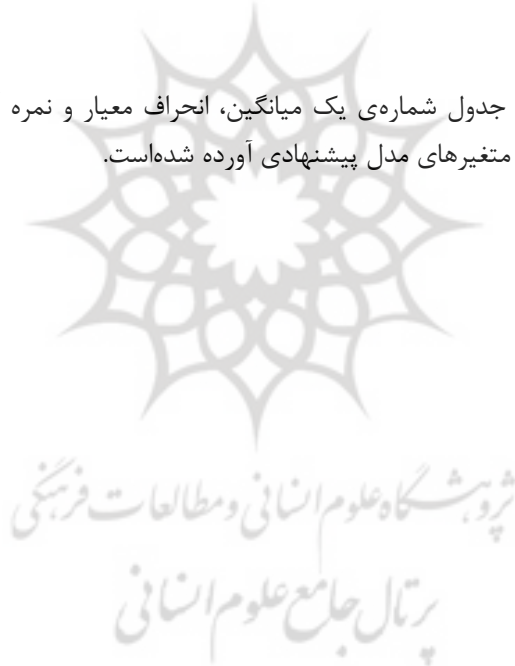 جدول شماره‌ی یک میانگین، انحراف معیار و نمره
متغیرهای مدل پیشنهادی آورده شده‌است.
پژوهشگاه علوم انسانی و مطالعات فرهنگی
پرتال جامع علوم انسانی